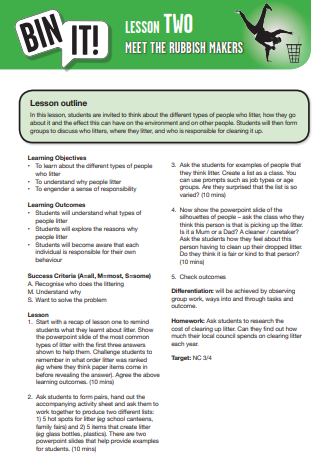 BIN IT!
LESSON TWO
MEET THE RUBBISH MAKERS
Lesson outline
In this lesson, students are invited to think about the different types of people who litter, how they go
about it and the effect this can have on the environment and on other people. Students will then form
groups to discuss who litters, where they litter, and who is responsible for clearing it up.
Learning Objectives
• To learn about the different types of people
who litter
• To understand why people litter
• To engender a sense of responsibility
Learning Outcomes
• Students will understand what types of
people litter
• Students will explore the reasons why
people litter
• Students will become aware that each
individual is responsible for their own
behaviour
Success Criteria (A=all, M=most, S=some)
A. Recognise who does the littering
M. Understand why
S. Want to solve the problem
Lesson
1. Start with a recap of lesson one to remind
students what they learnt about litter. Show
the powerpoint slide of the most common
types of litter with the first three answers
shown to help them. Challenge students to
remember in what order litter was ranked
(eg where they think paper items come in
before revealing the answer). Agree the above
learning outcomes. (10 mins)
2. Ask students to form pairs, hand out the
accompanying activity sheet and ask them to
work together to produce two different lists:
1) 5 hot spots for litter (eg school canteens,
family fairs) and 2) 5 items that create litter
(eg glass bottles, plastics). There are two
powerpoint slides that help provide examples
for students. (10 mins)
3. Ask the students for examples of people that
they think litter. Create a list as a class. You
can use prompts such as job types or age-
groups. Are they surprised that the list is so
varied? (10 mins)
4. Now show the powerpoint slide of the
silhouettes of people – ask the class who they
think this person is that is picking up the litter.
Is it a Mum or a Dad? A cleaner / caretaker?
Ask the students how they feel about this
person having to clean up their dropped litter.
Do they think it is fair or kind to that person?
(10 mins)
5. Check outcomes
Differentiation: will be achieved by observing
group work, ways into and through tasks and
outcome.
Homework: Ask students to research the
cost of clearing up litter. Can they find out how
much their local council spends on clearing litter
each year.
Target: NC 3/4